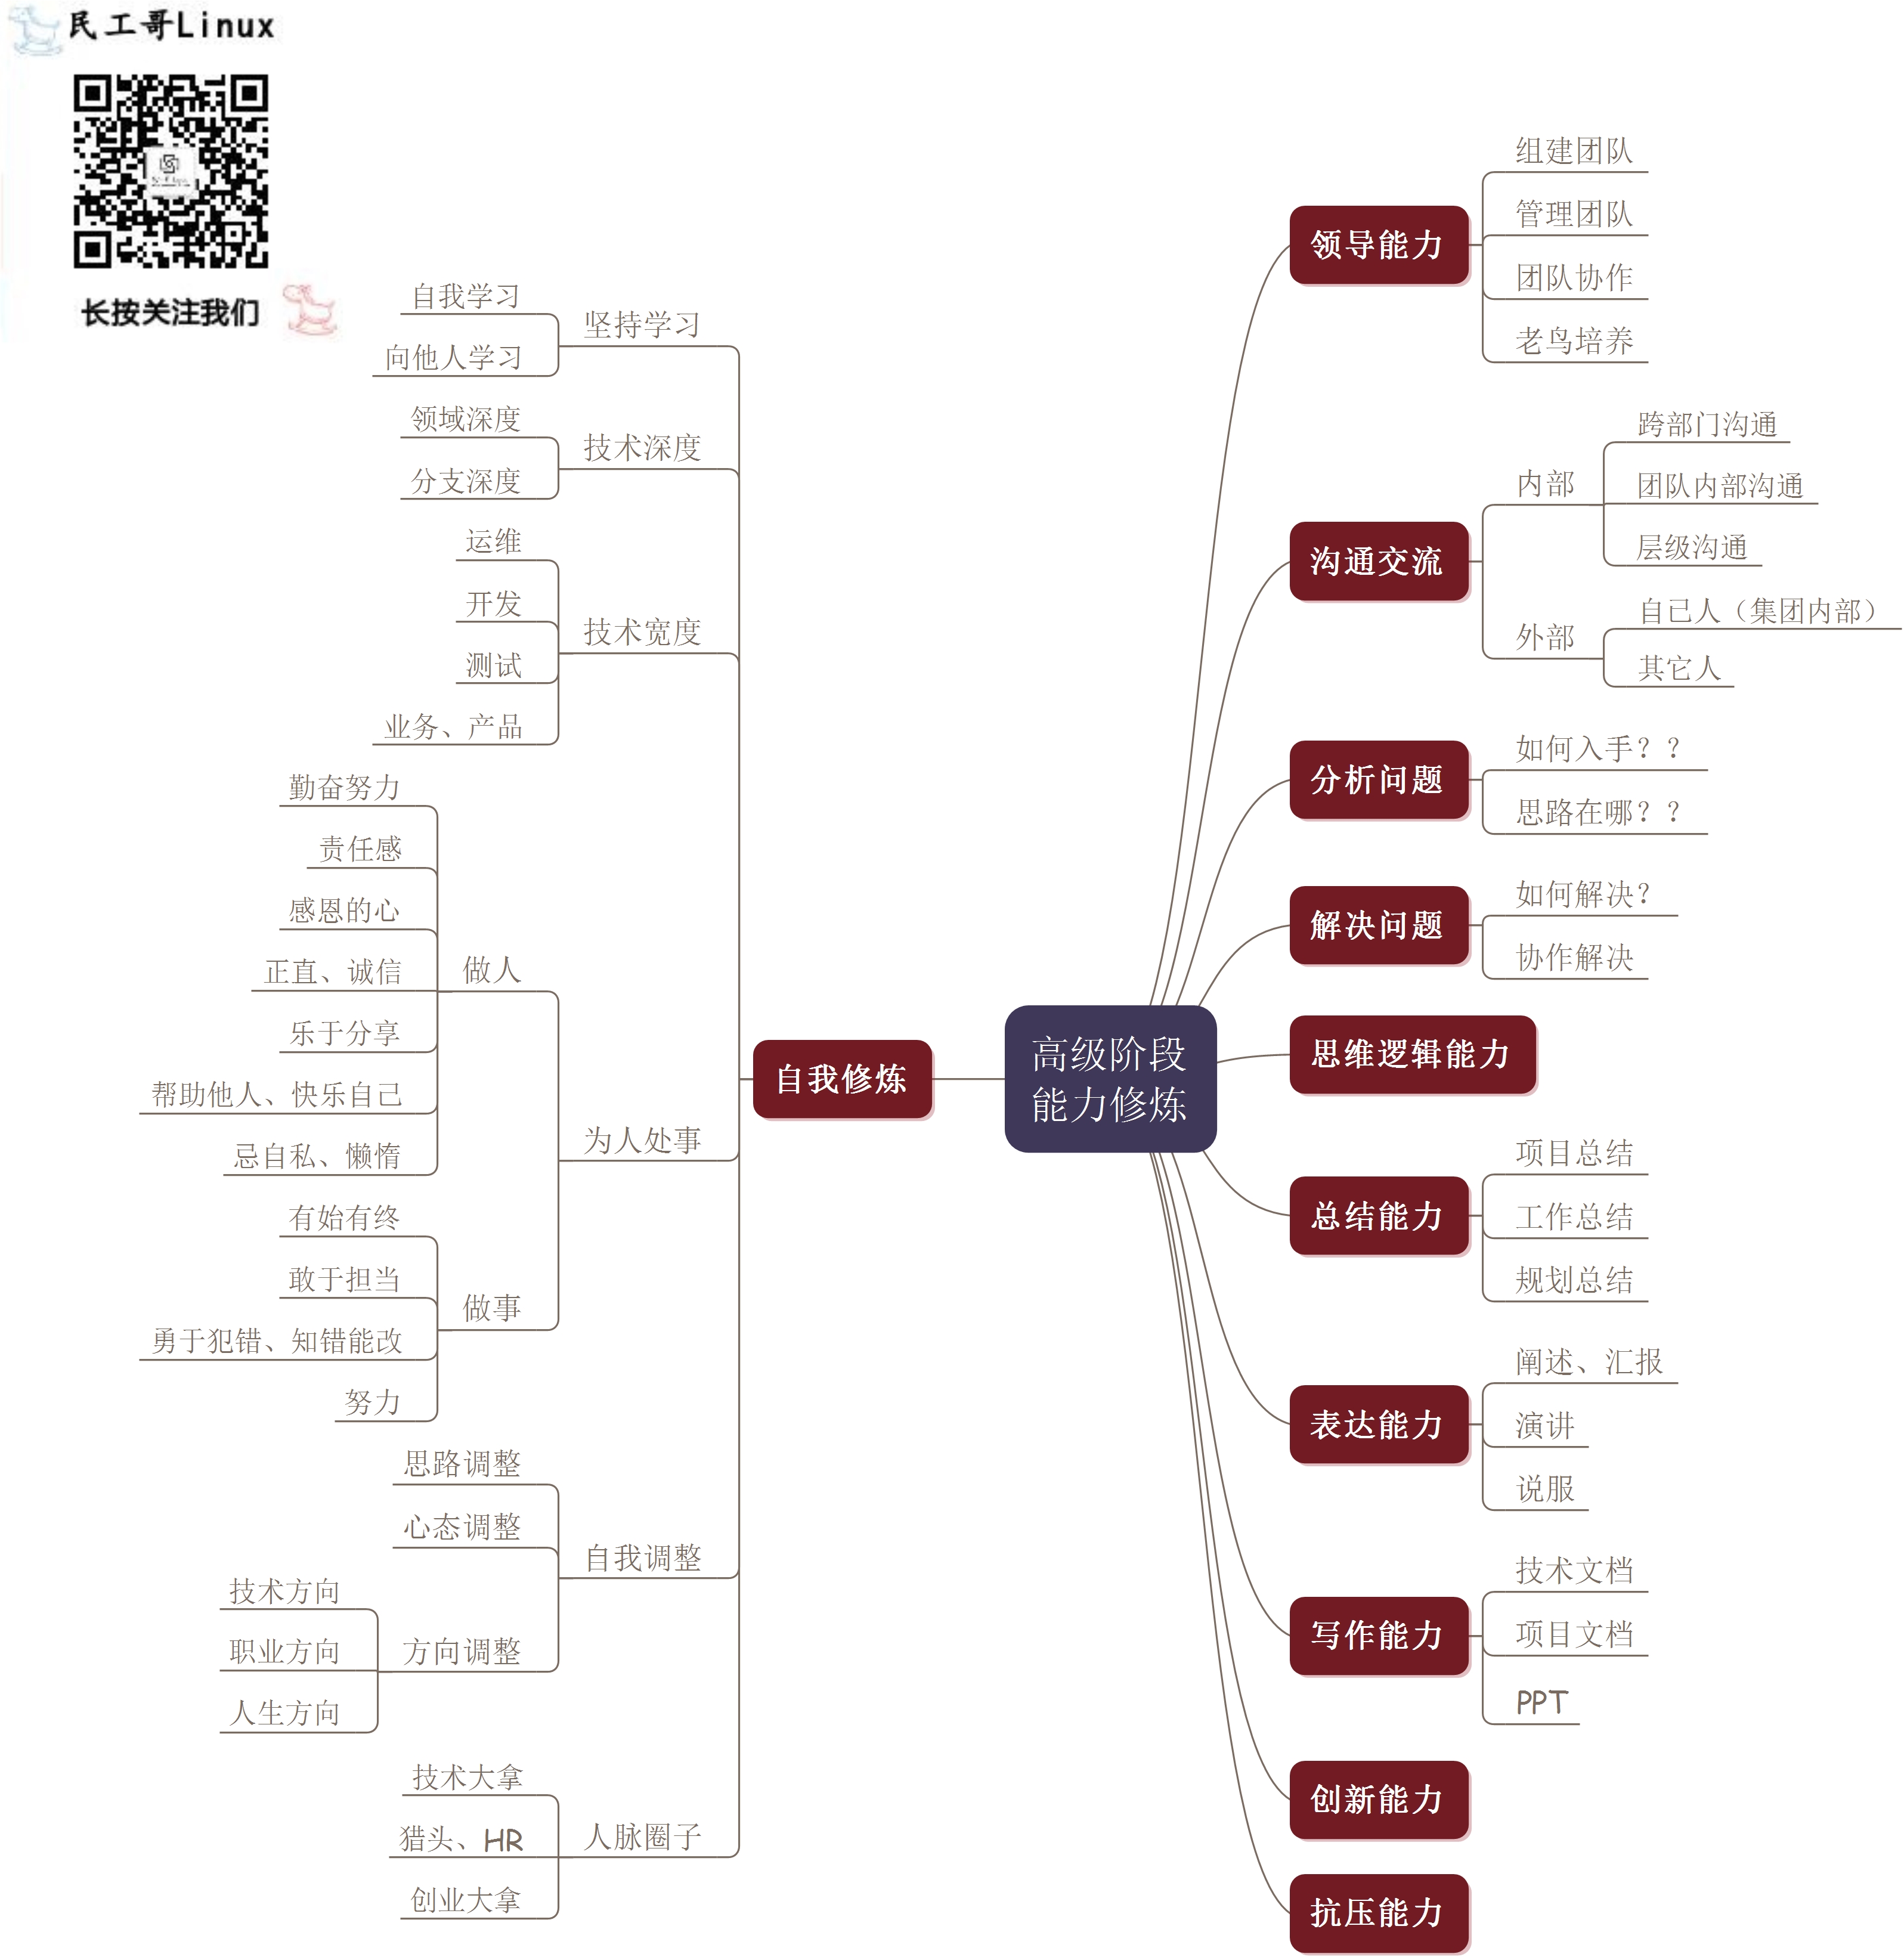 民工哥Linux
长按关注我们
高级阶段
能力修炼
领导能力
组建团队
管理团队
团队协作
老鸟培养
沟通交流
内部
跨部门沟通
团队内部沟通
层级沟通
外部
自己人（集团内部）
其它人
分析问题
如何入手？？
思路在哪？？
解决问题
如何解决？
协作解决
思维逻辑能力
总结能力
项目总结
工作总结
规划总结
表达能力
阐述、汇报
演讲
说服
写作能力
技术文档
项目文档
PPT
创新能力
抗压能力
自我修炼
坚持学习
自我学习
向他人学习
技术深度
领域深度
分支深度
技术宽度
运维
开发
测试
业务、产品
为人处事
做人
勤奋努力
责任感
感恩的心
正直、诚信
乐于分享
帮助他人、快乐自己
忌自私、懒惰
做事
有始有终
敢于担当
勇于犯错、知错能改
努力
自我调整
思路调整
心态调整
方向调整
技术方向
职业方向
人生方向
人脉圈子
技术大拿
猎头、HR
创业大拿